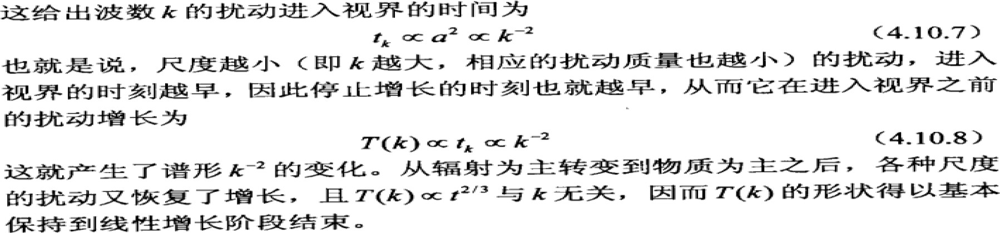 这给出波数 k 的扰动进入视界的时间为
t_k ∝ a² ∝ k⁻² （4.10.7）
也就是说，尺度越小（即 k 越大，相应的扰动质量也越小）的扰动，进入
视界的时刻越早，因此停止增长的时刻也就越早，从而它在进入视界之前
的扰动增长为
T(k) ∝ t_k ∝ k⁻² （4.10.8）
这就产生了谱形 k⁻² 的变化。从辐射为主转变到物质为主之后，各种尺度
的扰动又恢复了增长，且 T(k) ∝ t^{2/3} 与 k 无关，因而 T(k) 的形状得以基本
保持到线性增长阶段结束。